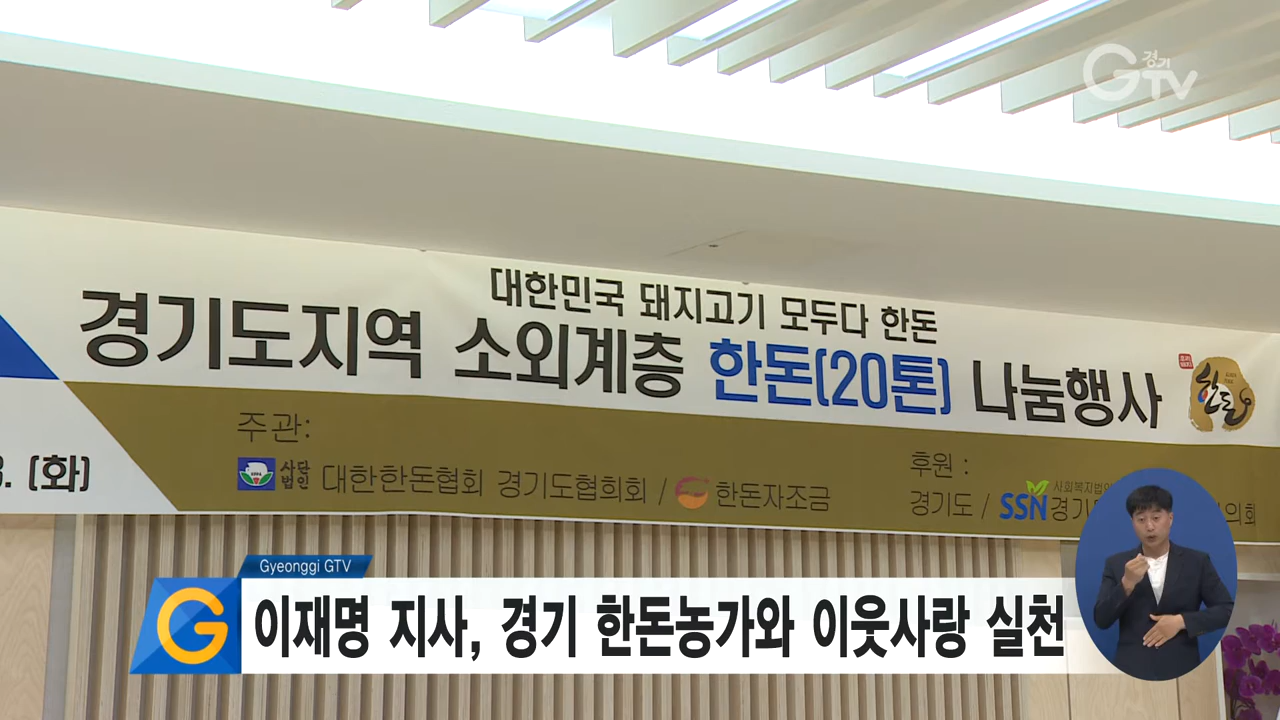 경기
GTV
대한민국 돼지고기 모두다 한돈
경기도지역 소외계층 한돈(20톤) 나눔행사
우리돼지
한돈
주관:
후원 :
. (화)
사단법인 대한한돈협회 경기도협희회 / 한돈자조금
사회복지법인
경기도 / SSN 경기
의회
Gyeonggi GTV
G
이재명 지사, 경기 한돈농가와 이웃사랑 실천